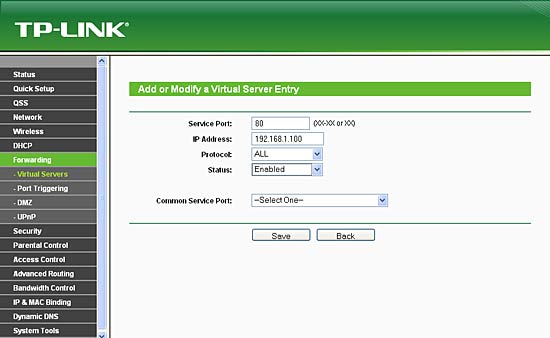 TP-LINK®
Status
Quick Setup
QSS
Network
Wireless
DHCP
Forwarding
- Virtual Servers
- Port Triggering
- DMZ
- UPnP
Security
Parental Control
Access Control
Advanced Routing
Bandwidth Control
IP & MAC Binding
Dynamic DNS
System Tools
Add or Modify a Virtual Server Entry
Service Port: 80 (XX-XX or XX)
IP Address: 192.168.1.100
Protocol: ALL
Status: Enabled
Common Service Port: --Select One--
Save Back